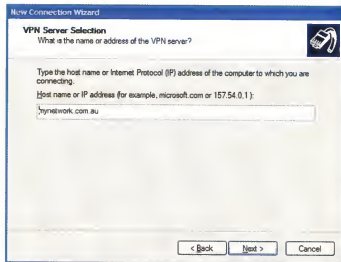 New Connection Wizard
VPN Server Selection
What is the name or address of the VPN server?
Type the host name or Internet Protocol (IP) address of the computer to which you are
connecting.
Host name or IP address (for example, microsoft.com or 157.54.0.1 ):
mynetwork.com.au
< Back
Next >
Cancel